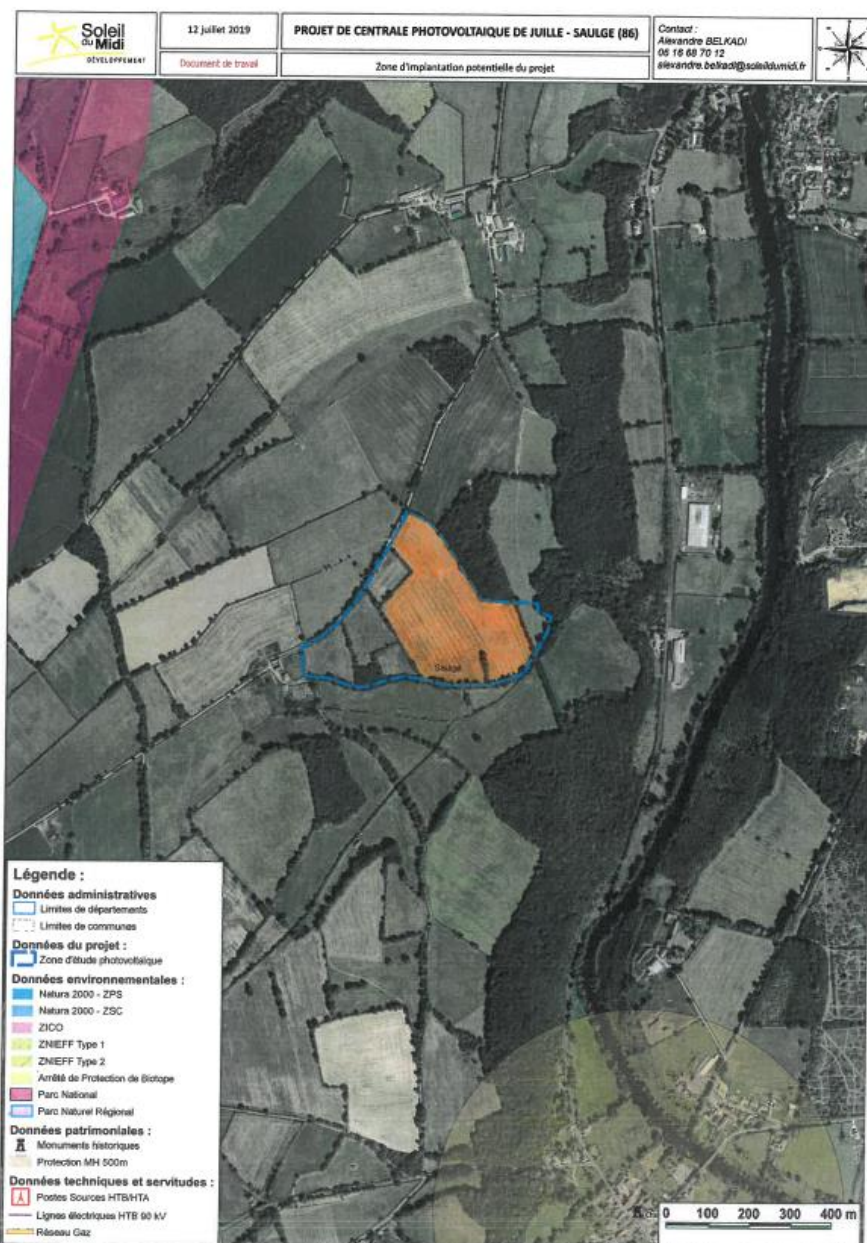 Soleil
du Midi
DÉVELOPPEMENT
12 juillet 2019
Document de travail
PROJET DE CENTRALE PHOTOVOLTAIQUE DE JUILLE - SAULGE (86)
Zone d'implantation potentielle du projet
Contact :
Alexandre BELKADI
06 16 68 70 12
alexandre.belkadi@soleildumidi.fr
Saulgé
Légende :
Données administratives
Limites de départements
Limites de communes
Données du projet :
Zone d'étude photovoltaïque
Données environnementales :
Natura 2000 - ZPS
Natura 2000 - ZSC
ZICO
ZNIEFF Type 1
ZNIEFF Type 2
Arrêté de Protection de Biotope
Parc National
Parc Naturel Régional
Données patrimoniales :
Monuments historiques
Protection MH 500m
Données techniques et servitudes :
Postes Sources HTB/HTA
Lignes électriques HTB 90 kV
Réseau Gaz
0 100 200 300 400 m